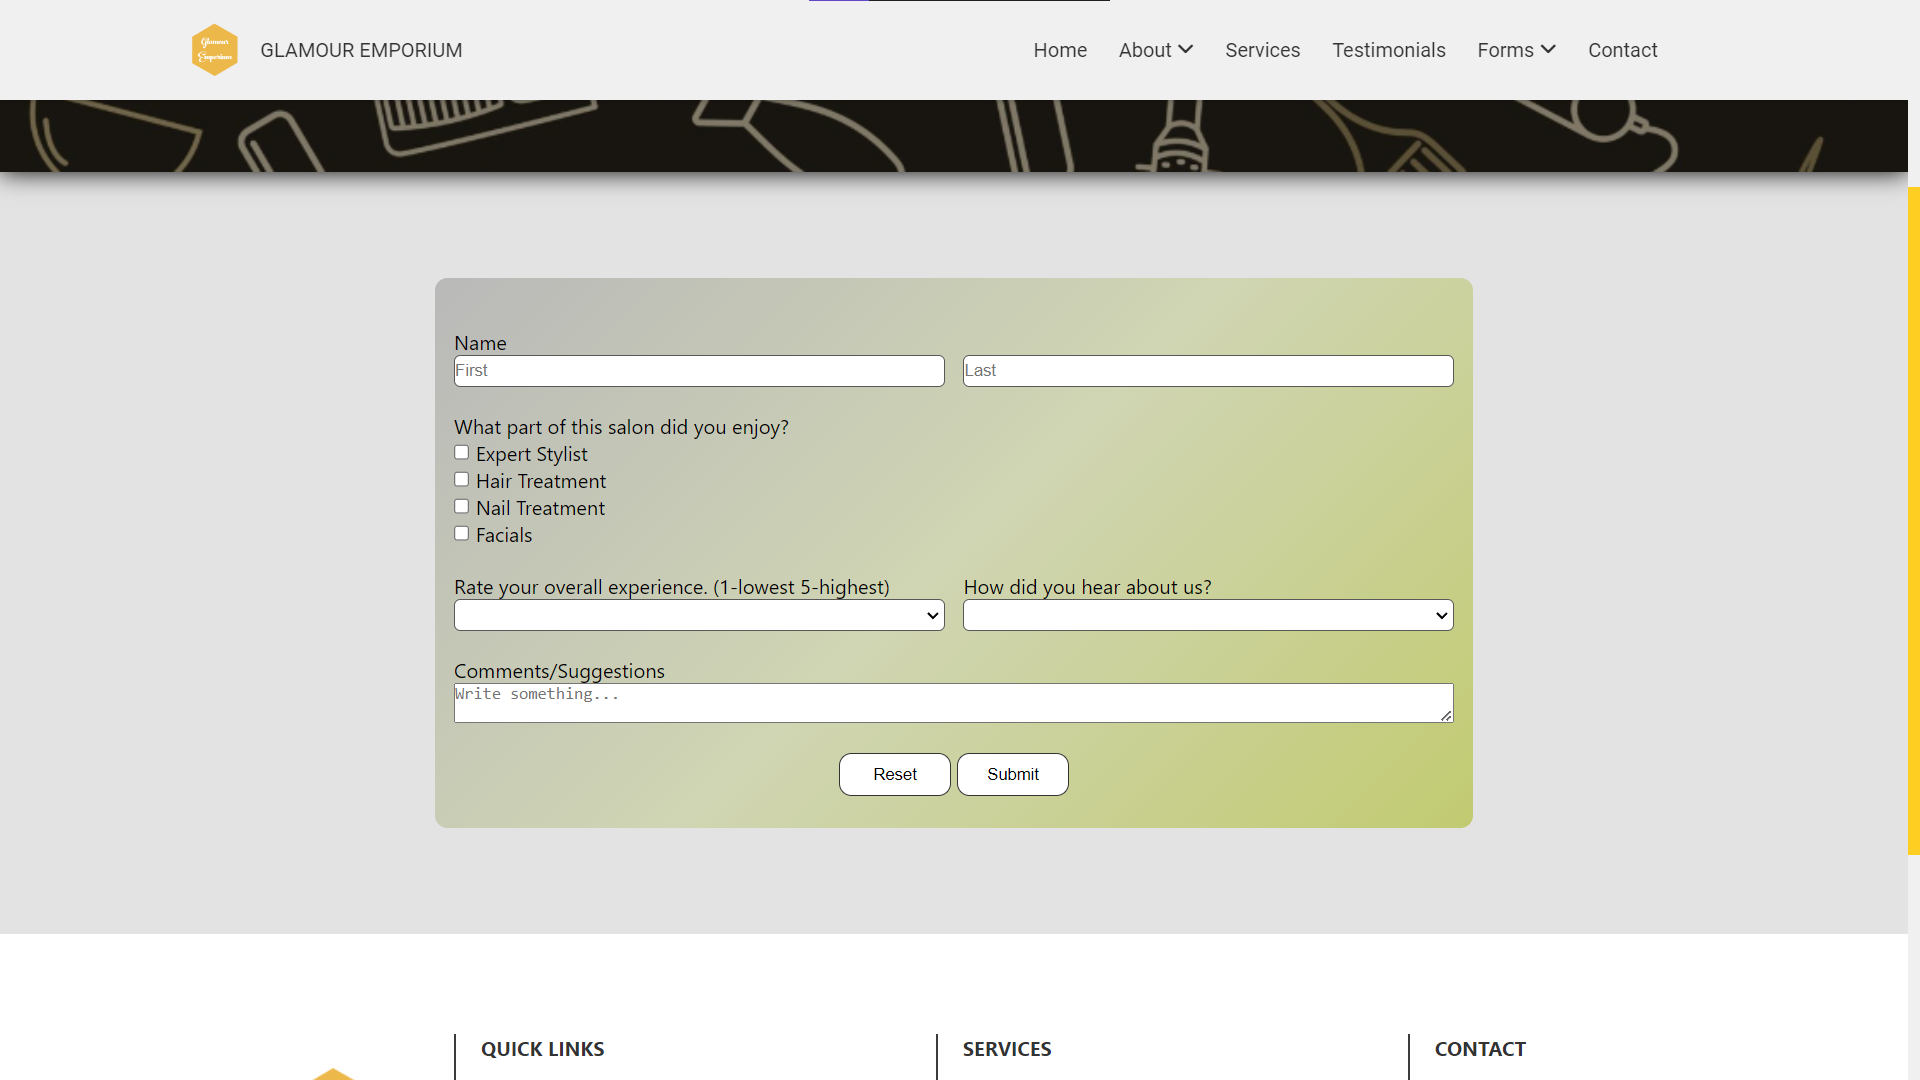 Glamour
Emporium
GLAMOUR EMPORIUM
Home About Services Testimonials Forms Contact
Name
First Last
What part of this salon did you enjoy?
Expert Stylist
Hair Treatment
Nail Treatment
Facials
Rate your overall experience. (1-lowest 5-highest) How did you hear about us?
Comments/Suggestions
Write something...
Reset Submit
QUICK LINKS SERVICES CONTACT